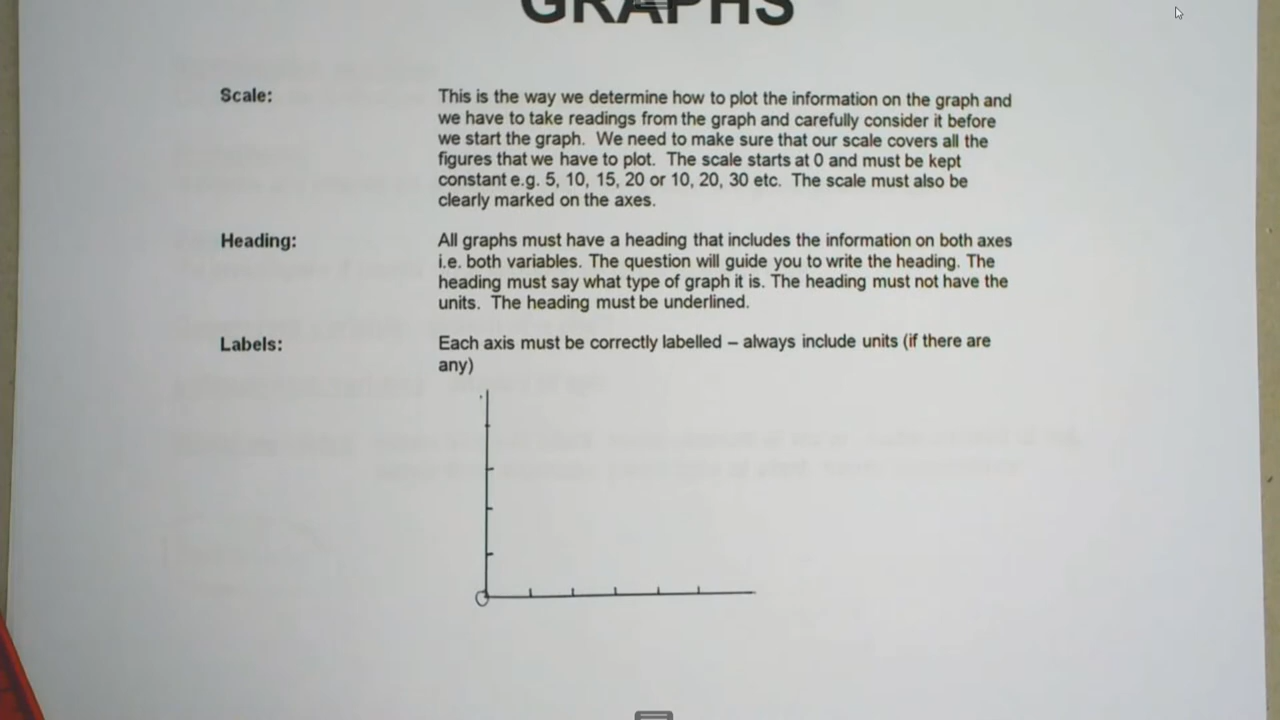 GRAPHS
Scale: This is the way we determine how to plot the information on the graph and
we have to take readings from the graph and carefully consider it before
we start the graph. We need to make sure that our scale covers all the
figures that we have to plot. The scale starts at 0 and must be kept
constant e.g. 5, 10, 15, 20 or 10, 20, 30 etc. The scale must also be
clearly marked on the axes.
Heading: All graphs must have a heading that includes the information on both axes
i.e. both variables. The question will guide you to write the heading. The
heading must say what type of graph it is. The heading must not have the
units. The heading must be underlined.
Labels: Each axis must be correctly labelled – always include units (if there are
any)
0